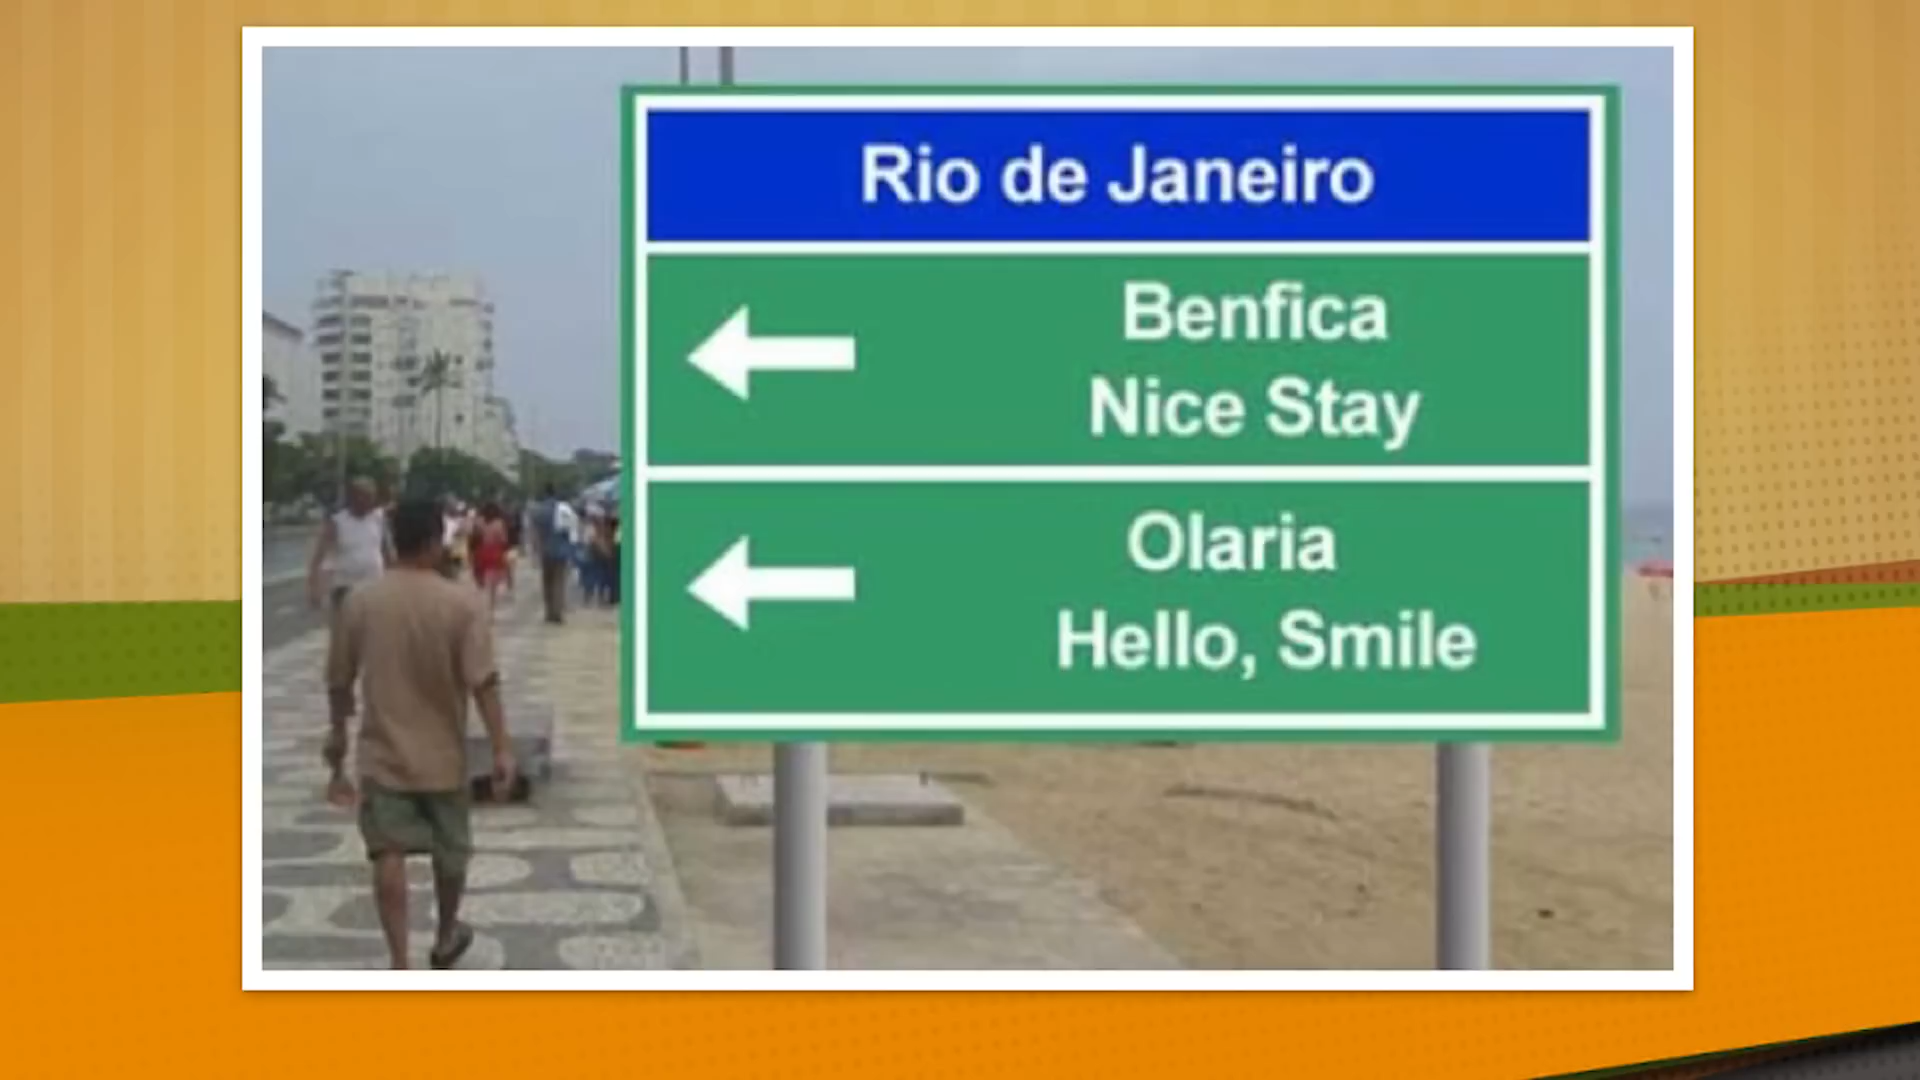 Rio de Janeiro
Benfica
Nice Stay
Olaria
Hello, Smile